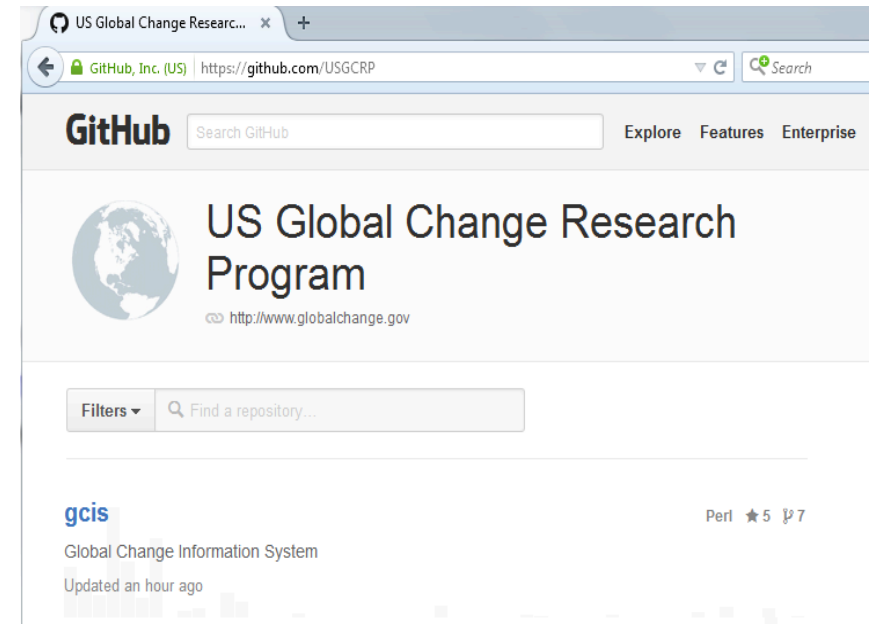 US Global Change Researc...
GitHub, Inc. (US) https://github.com/USGCRP Search
GitHub Search GitHub Explore Features Enterprise
US Global Change Research
Program
http://www.globalchange.gov
Filters Find a repository...
gcis Perl 5 7
Global Change Information System
Updated an hour ago